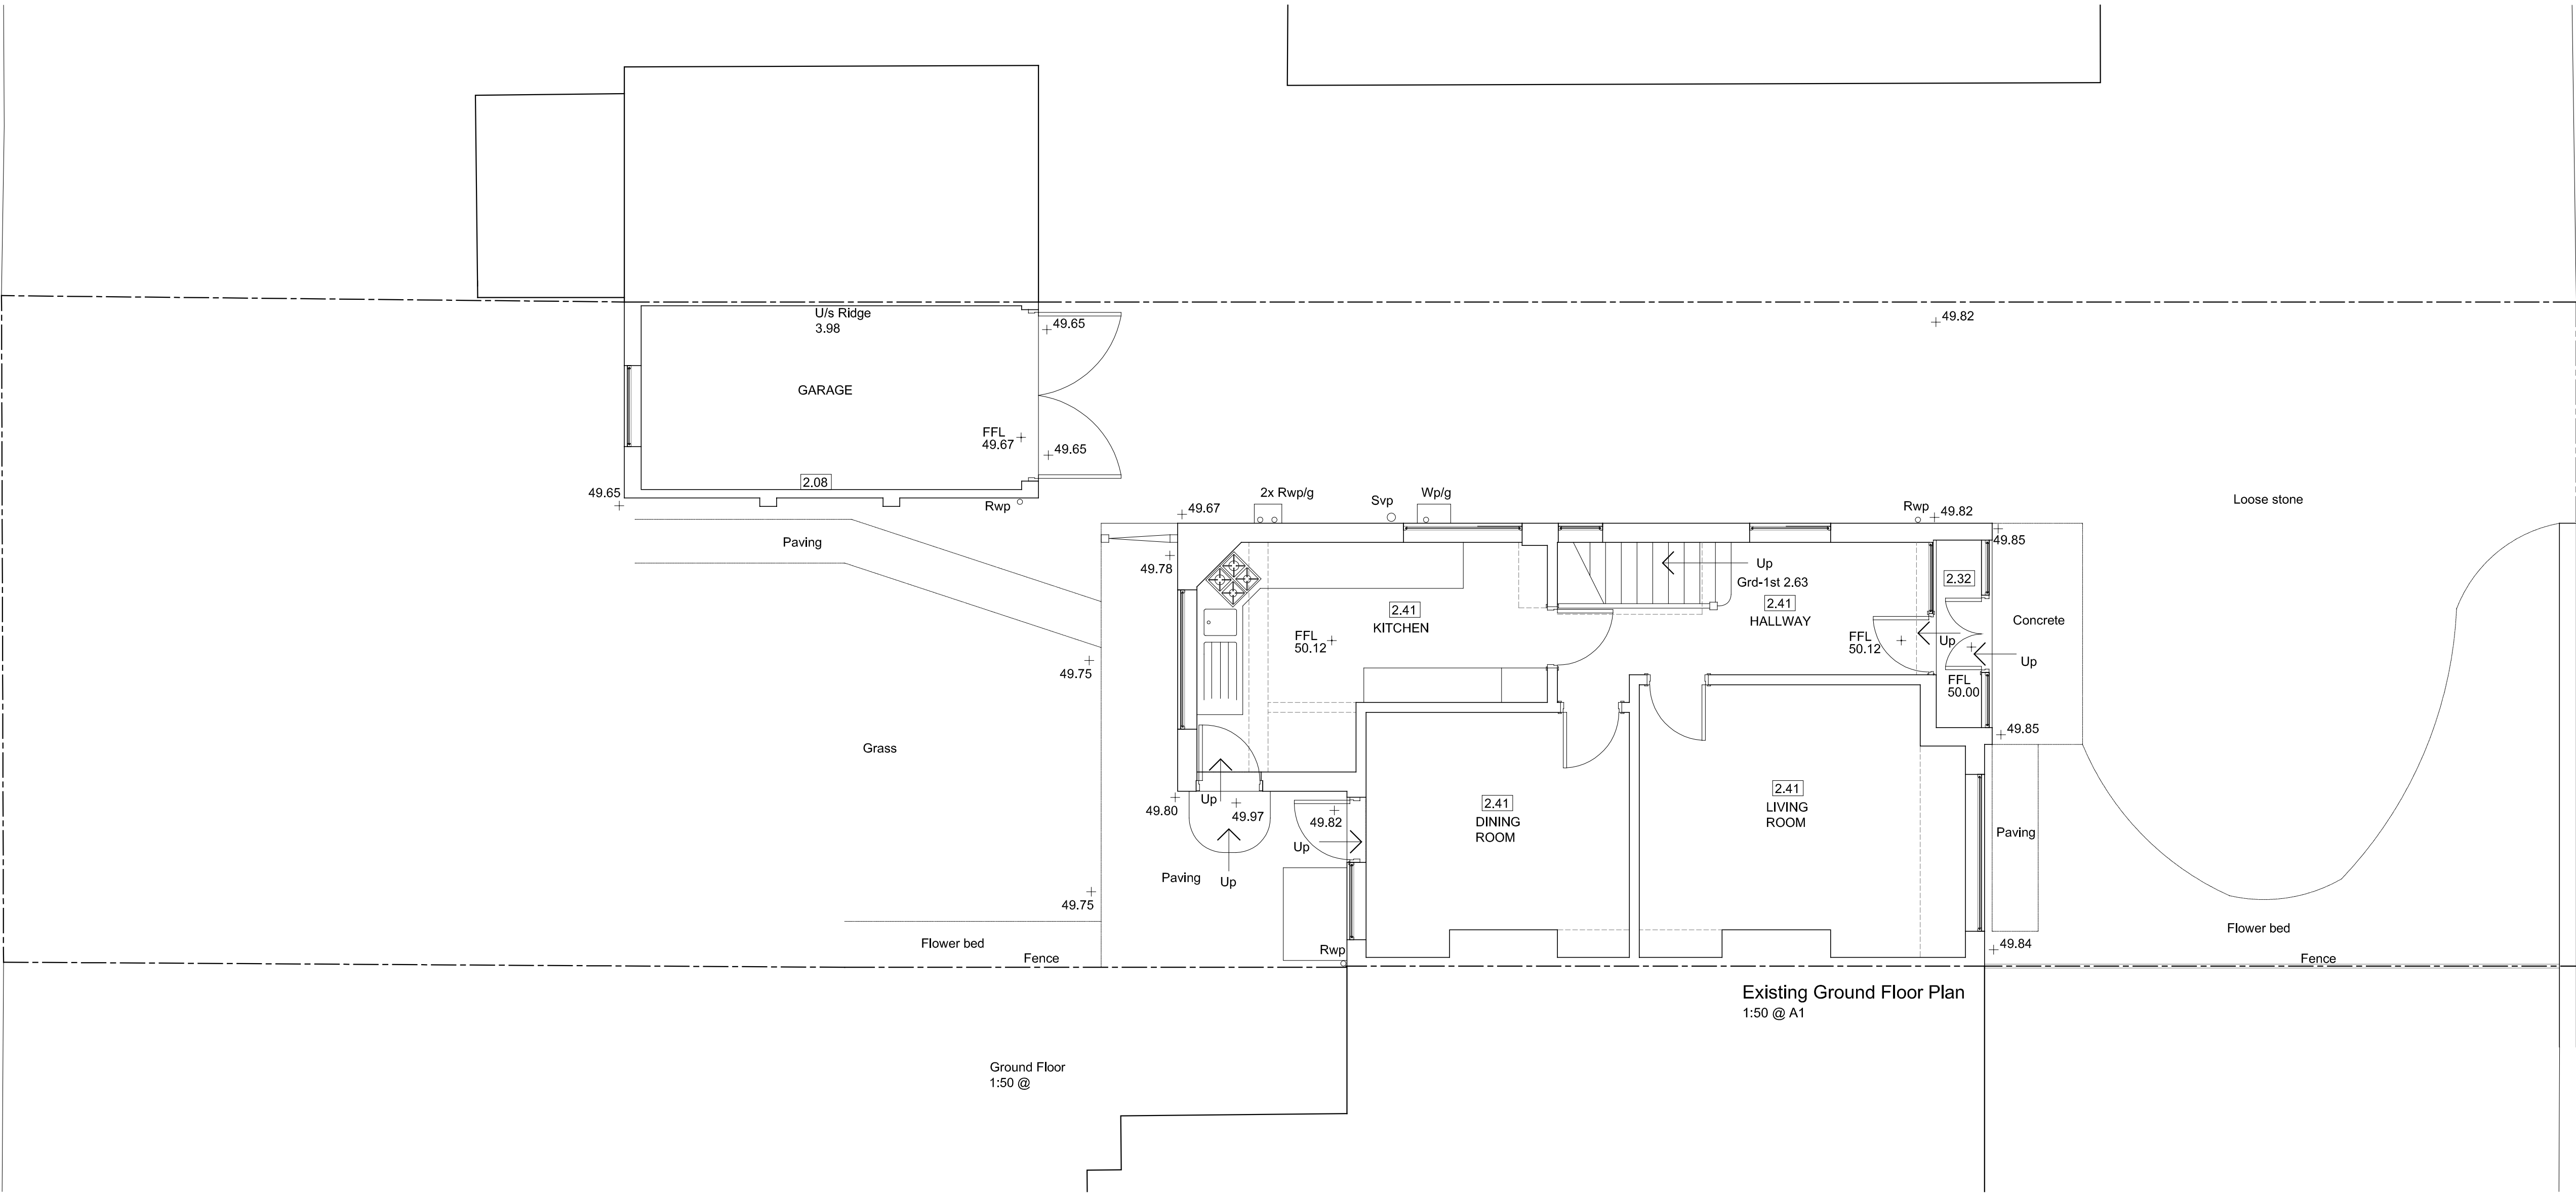 U/s Ridge
3.98
49.65
49.82
GARAGE
FFL
49.67
49.65
2.08
49.65
Rwp
49.67
2x Rwp/g
Svp
Wp/g
Rwp
49.82
Loose stone
Paving
49.85
49.78
Up
Grd-1st 2.63
2.32
2.41
KITCHEN
2.41
HALLWAY
Concrete
FFL
50.12
FFL
50.12
Up
Up
49.75
FFL
50.00
49.85
Grass
Up
49.80
49.97
49.82
2.41
DINING
ROOM
2.41
LIVING
ROOM
Paving
Up
Paving
Up
49.75
Flower bed
Fence
Rwp
49.84
Flower bed
Fence
Existing Ground Floor Plan
1:50 @ A1
Ground Floor
1:50 @